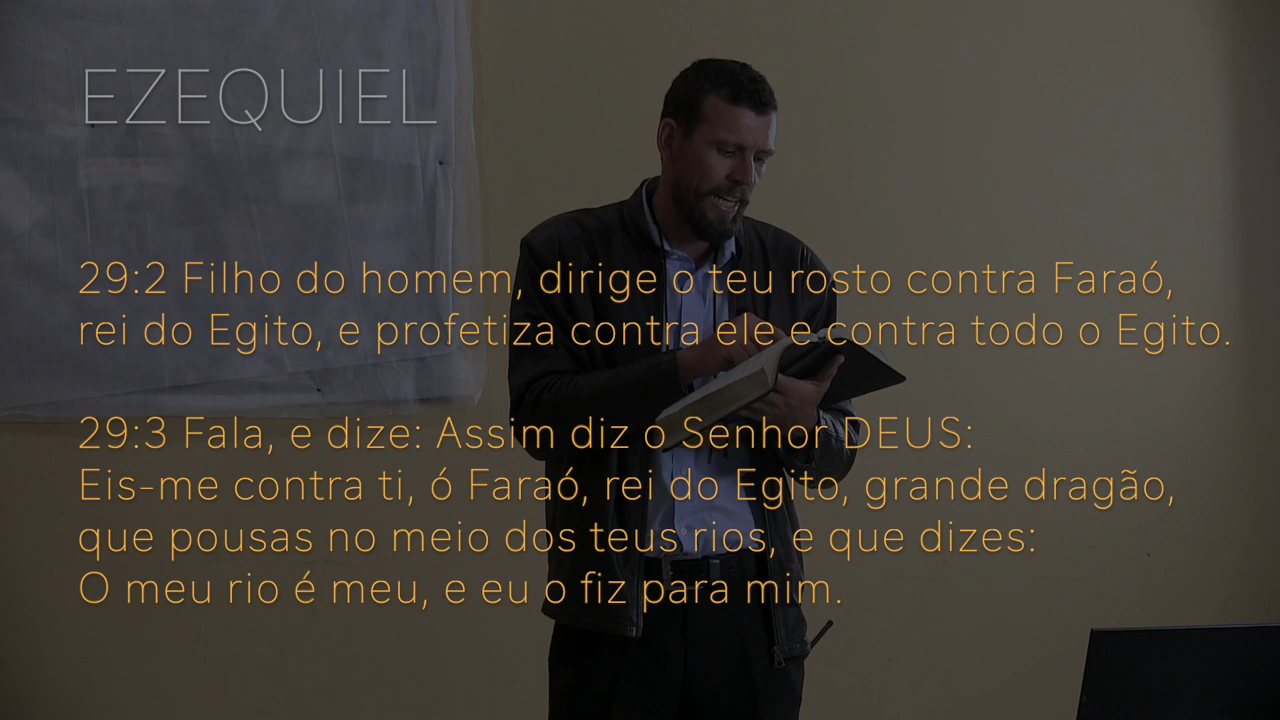 EZEQUIEL
29:2 Filho do homem, dirige o teu rosto contra Faraó,
rei do Egito, e profetiza contra ele e contra todo o Egito.
29:3 Fala, e dize: Assim diz o Senhor DEUS:
Eis-me contra ti, ó Faraó, rei do Egito, grande dragão,
que pousas no meio dos teus rios, e que dizes:
O meu rio é meu, e eu o fiz para mim.